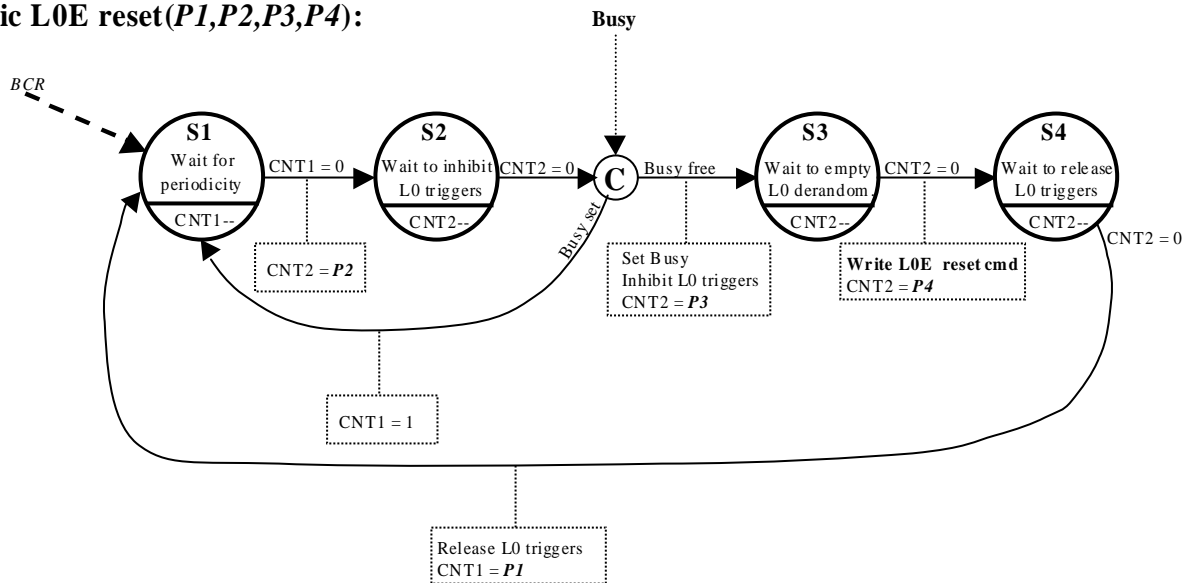 ic L0E reset(P1,P2,P3,P4):
Busy
BCR
S1
Wait for
periodicity
CNT1--
CNT1 = 0
CNT2 = P2
S2
Wait to inhibit
L0 triggers
CNT2--
CNT2 = 0
C
Busy free
Busy set
Set Busy
Inhibit L0 triggers
CNT2 = P3
S3
Wait to empty
L0 derandom.
CNT2--
CNT2 = 0
Write L0E reset cmd
CNT2 = P4
S4
Wait to release
L0 triggers
CNT2--
CNT2 = 0
CNT1 = 1
Release L0 triggers
CNT1 = P1